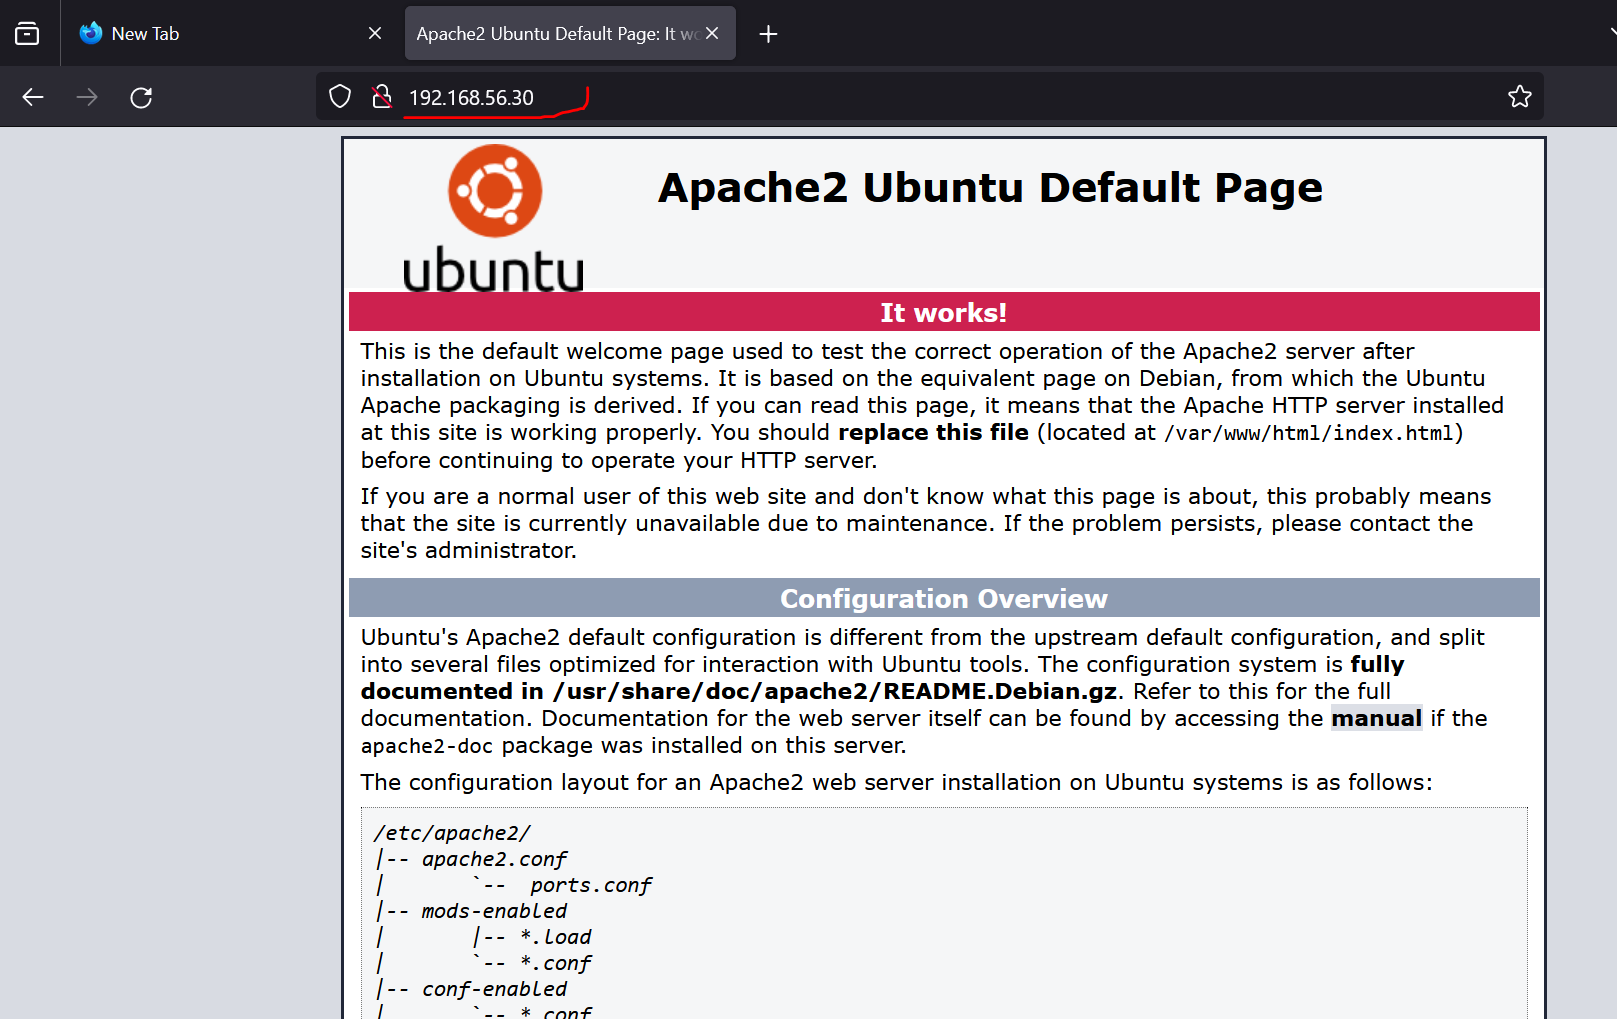 New Tab
Apache2 Ubuntu Default Page: It wo
192.168.56.30
ubuntu
Apache2 Ubuntu Default Page
It works!
This is the default welcome page used to test the correct operation of the Apache2 server after
installation on Ubuntu systems. It is based on the equivalent page on Debian, from which the Ubuntu
Apache packaging is derived. If you can read this page, it means that the Apache HTTP server installed
at this site is working properly. You should replace this file (located at /var/www/html/index.html)
before continuing to operate your HTTP server.
If you are a normal user of this web site and don't know what this page is about, this probably means
that the site is currently unavailable due to maintenance. If the problem persists, please contact the
site's administrator.
Configuration Overview
Ubuntu's Apache2 default configuration is different from the upstream default configuration, and split
into several files optimized for interaction with Ubuntu tools. The configuration system is fully
documented in /usr/share/doc/apache2/README.Debian.gz. Refer to this for the full
documentation. Documentation for the web server itself can be found by accessing the manual if the
apache2-doc package was installed on this server.
The configuration layout for an Apache2 web server installation on Ubuntu systems is as follows:
/etc/apache2/
|-- apache2.conf
|       `--  ports.conf
|-- mods-enabled
|       |-- *.load
|       `-- *.conf
|-- conf-enabled
|       `-- *.conf